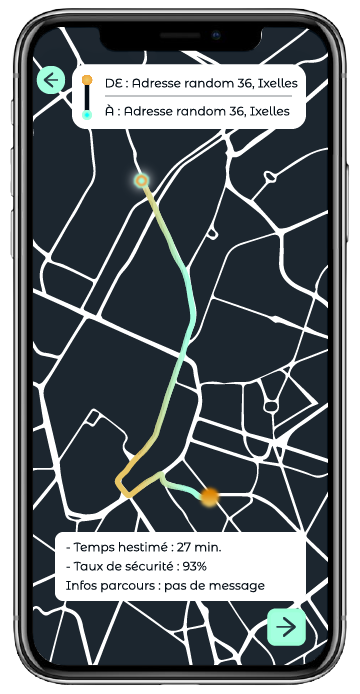 DE : Adresse random 36, Ixelles
À : Adresse random 36, Ixelles
- Temps hestimé : 27 min.
- Taux de sécurité : 93%
Infos parcours : pas de message